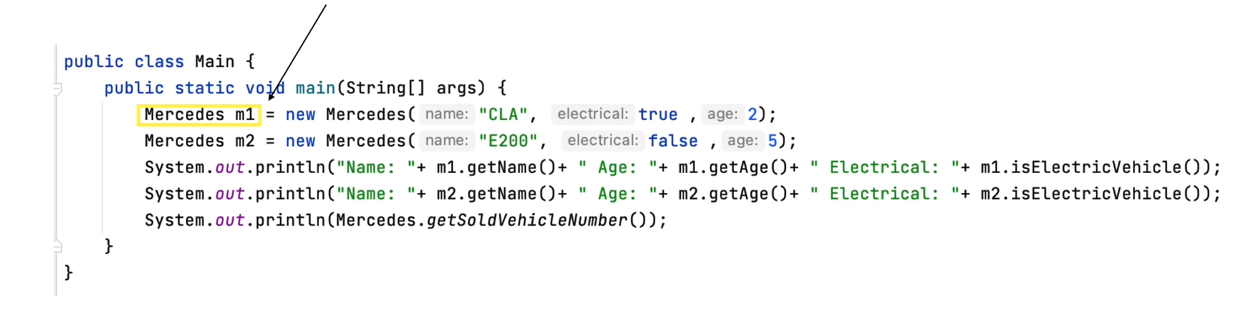 public class Main {
public static void main(String[] args) {
Mercedes m1 = new Mercedes( name: "CLA", electrical: true , age: 2);
Mercedes m2 = new Mercedes( name: "E200", electrical: false , age: 5);
System.out.println("Name: "+ m1.getName()+ " Age: "+ m1.getAge()+ " Electrical: "+ m1.isElectricVehicle());
System.out.println("Name: "+ m2.getName()+ " Age: "+ m2.getAge()+ " Electrical: "+ m2.isElectricVehicle());
System.out.println(Mercedes.getSoldVehicleNumber());
}
}